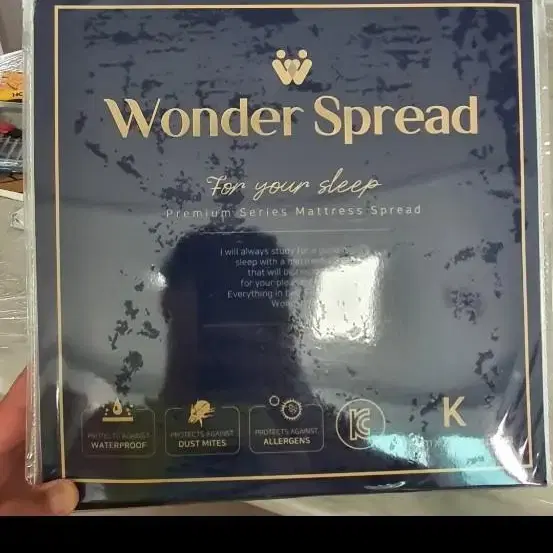 Wonder Spread
For your sleep
Premium Series Mattress Spread
I will always study for a
sleep with a
that will be
for your
Everything in
PROTECTS AGAINST
WATERPROOF
PROTECTS AGAINST
DUST MITES
PROTECTS AGAINST
ALLERGENS
K